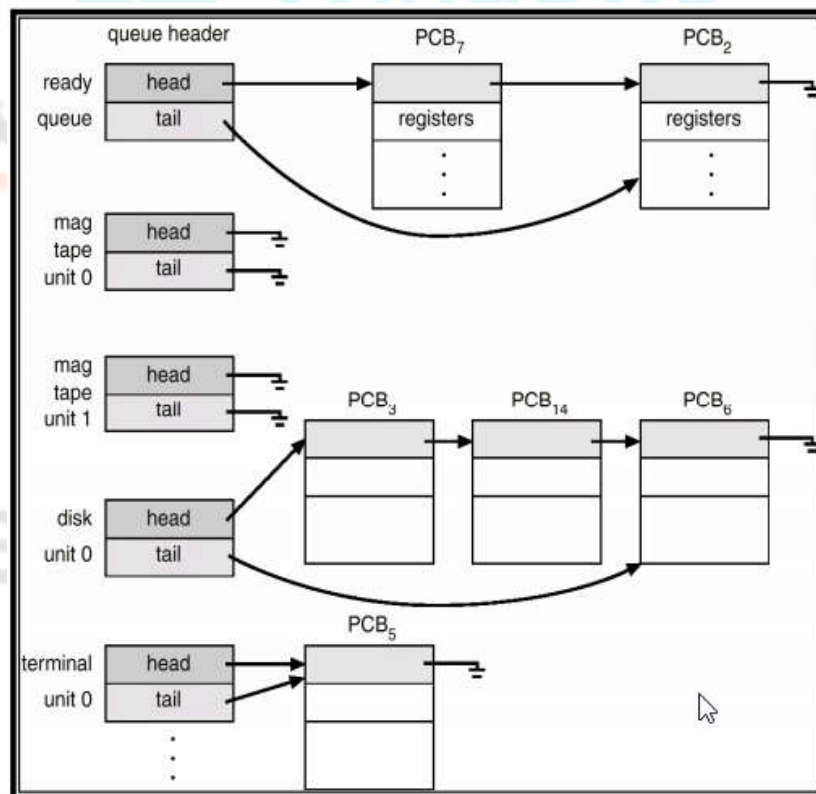 queue header PCB7 PCB2
ready head
queue tail registers registers
mag head
tape
unit 0 tail
mag head
tape
unit 1 tail
PCB3 PCB14 PCB6
disk head
unit 0 tail
PCB5
terminal head
unit 0 tail